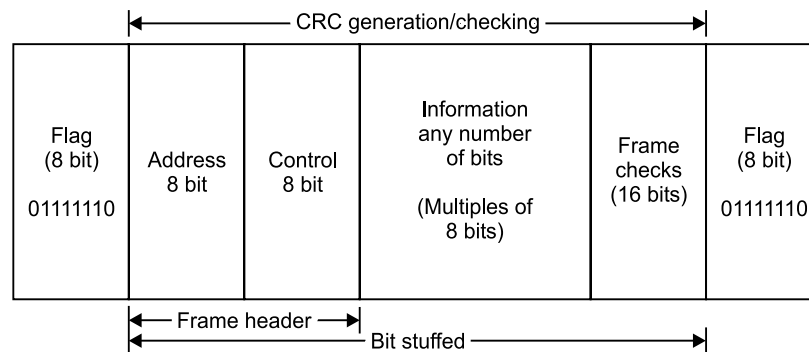 CRC generation/checking
Flag
(8 bit)
01111110
Address
8 bit
Control
8 bit
Information
any number
of bits
(Multiples of
8 bits)
Frame
checks
(16 bits)
Flag
(8 bit)
01111110
Frame header
Bit stuffed